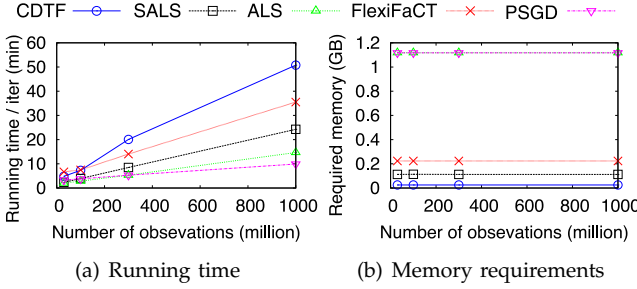 CDTF SALS ALS FlexiFaCT PSGD
Running time / iter (min)
60
50
40
30
20
10
0
0 200 400 600 800 1000
Number of obsevations (million)
(a) Running time
Required memory (GB)
1.2
1
0.8
0.6
0.4
0.2
0
0 200 400 600 800 1000
Number of obsevations (million)
(b) Memory requirements